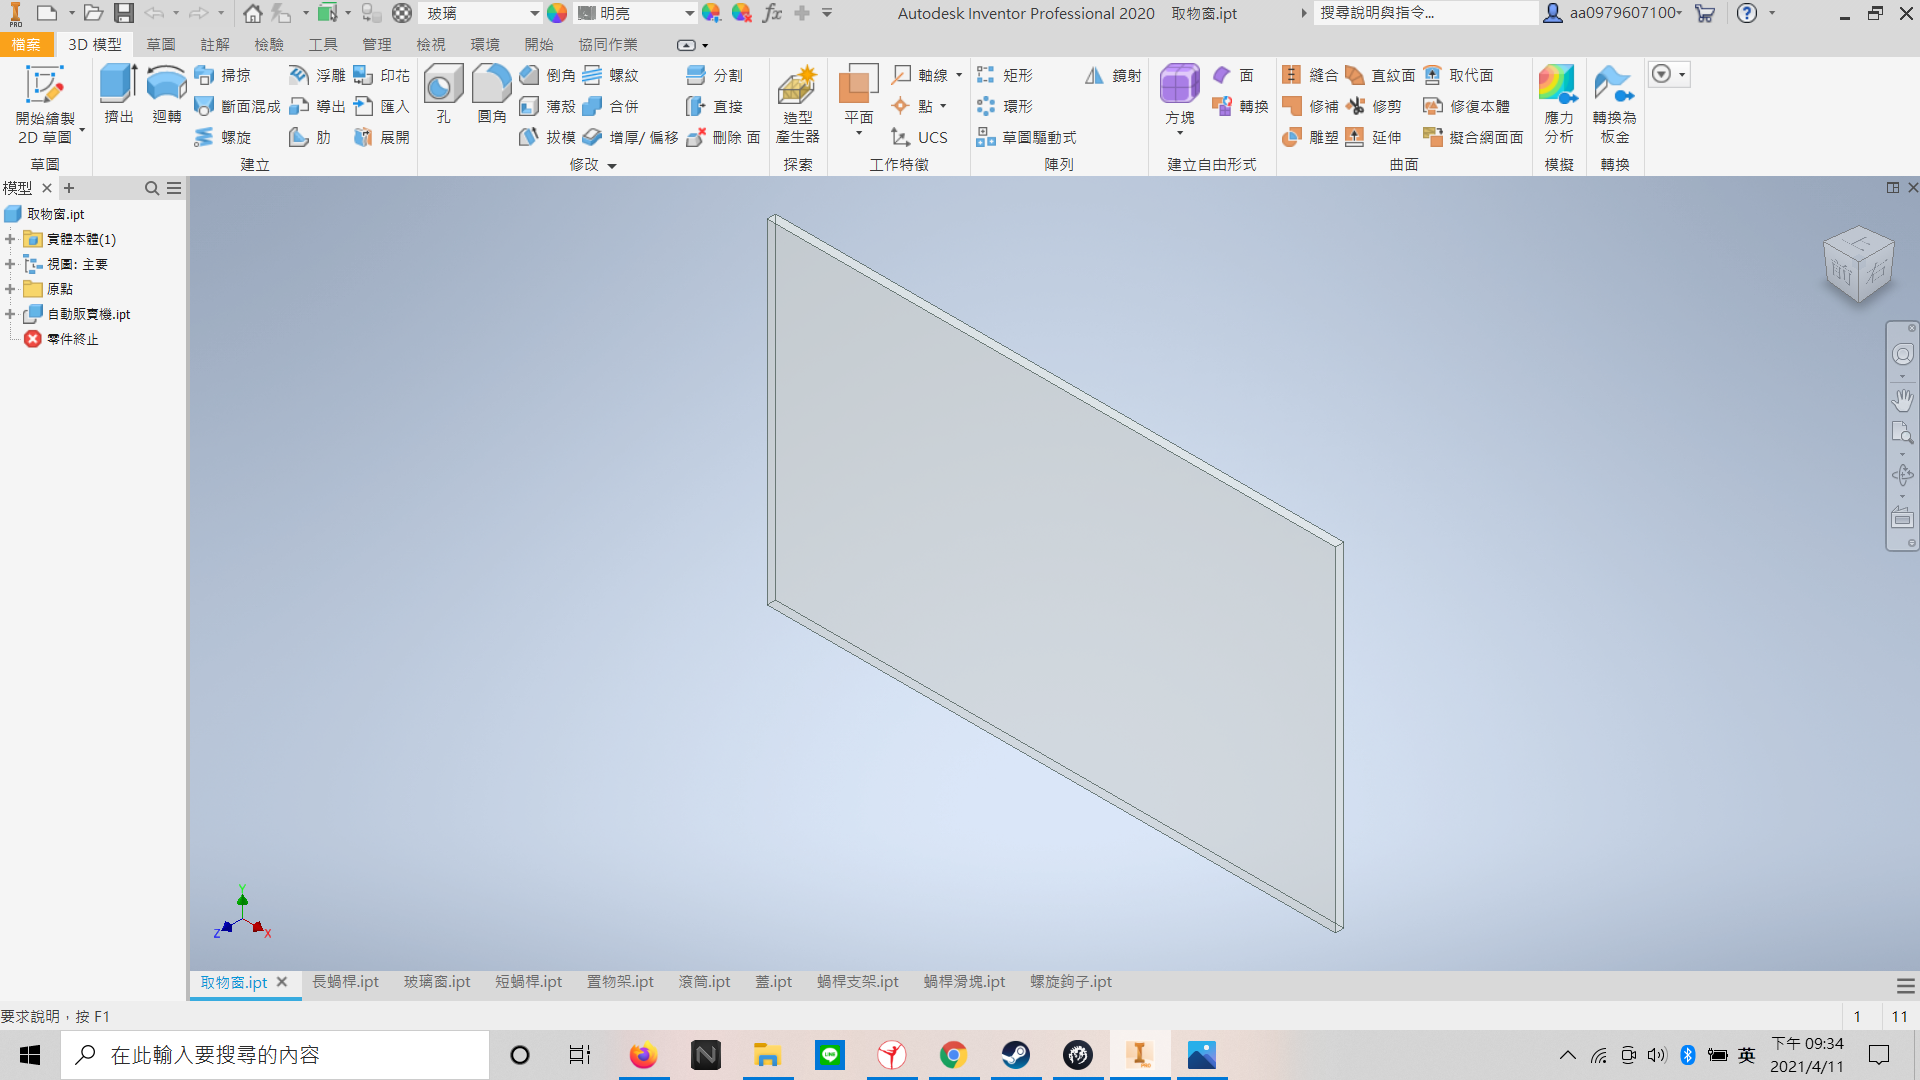 PRO 玻璃 明亮 fx Autodesk Inventor Professional 2020 取物窗.ipt 搜尋說明與指令... aa0979607100
檔案 3D 模型 草圖 註解 檢驗 工具 管理 檢視 環境 開始 協同作業
開始繪製
2D 草圖
草圖
擠出 迴轉
掃掠 浮雕 印花
斷面混成 導出 匯入
螺旋 肋 展開
建立
孔 圓角
倒角 螺紋 分割
薄殼 合併 直接
拔模 增厚/ 偏移 刪除 面
修改
造型
產生器
探索
平面
軸線
點
UCS
工作特徵
矩形 鏡射
環形
草圖驅動式
陣列
方塊
面
轉換
建立自由形式
縫合 直紋面 取代面
修補 修剪 修復本體
雕塑 延伸 擬合網面面
曲面
應力
分析
模擬
轉換為
板金
轉換
模型
取物窗.ipt
實體本體(1)
視圖: 主要
原點
自動販賣機.ipt
零件終止
上
前 右
Y
Z X
取物窗.ipt 長蝸桿.ipt 玻璃窗.ipt 短蝸桿.ipt 置物架.ipt 滾筒.ipt 蓋.ipt 蝸桿支架.ipt 蝸桿滑塊.ipt 螺旋鉤子.ipt
要求說明，按 F1 1 11
在此輸入要搜尋的內容 N LINE PRO 英 下午 09:34
2021/4/11